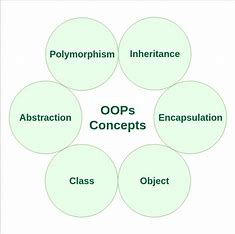 Polymorphism
Inheritance
Abstraction
OOPs
Concepts
Encapsulation
Class
Object